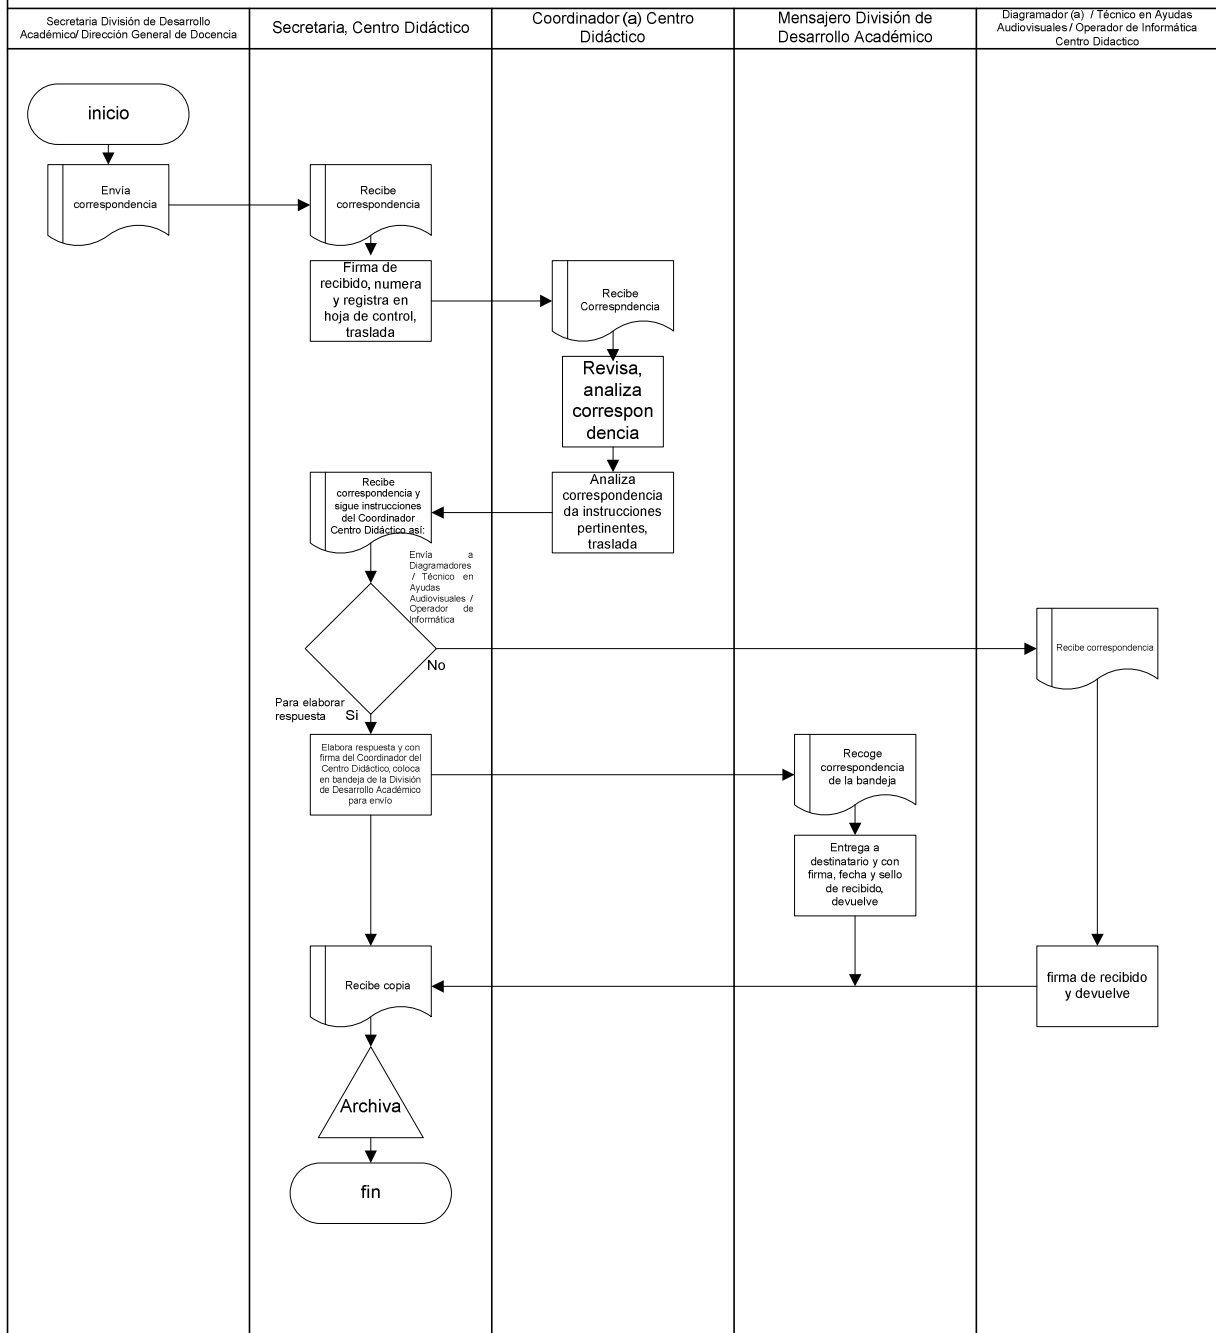 Secretaria División de Desarrollo
Académico/ Dirección General de Docencia
Secretaria, Centro Didáctico
Coordinador (a) Centro
Didáctico
Mensajero División de
Desarrollo Académico
Diagramador (a) / Técnico en Ayudas
Audiovisuales / Operador de Informática
Centro Didactico
inicio
Envía
correspondencia
Recibe
correspondencia
Firma de
recibido, numera
y registra en
hoja de control,
traslada
Recibe
Correspndencia
Revisa,
analiza
correspon
dencia
Analiza
correspondencia
da instrucciones
pertinentes,
traslada
Recibe
correspondencia y
sigue instrucciones
del Coordinador
Centro Didáctico así:
Envía a
Diagramadores
/ Técnico en
Ayudas
Audiovisuales /
Operador de
Informática
No
Recibe correspondencia
Para elaborar
respuesta
Si
Elabora respuesta y con
firma del Coordinador del
Centro Didáctico, coloca
en bandeja de la División
de Desarrollo Académico
para envío
Recoge
correspondencia
de la bandeja
Entrega a
destinatario y con
firma, fecha y sello
de recibido,
devuelve
Recibe copia
firma de recibido
y devuelve
Archiva
fin